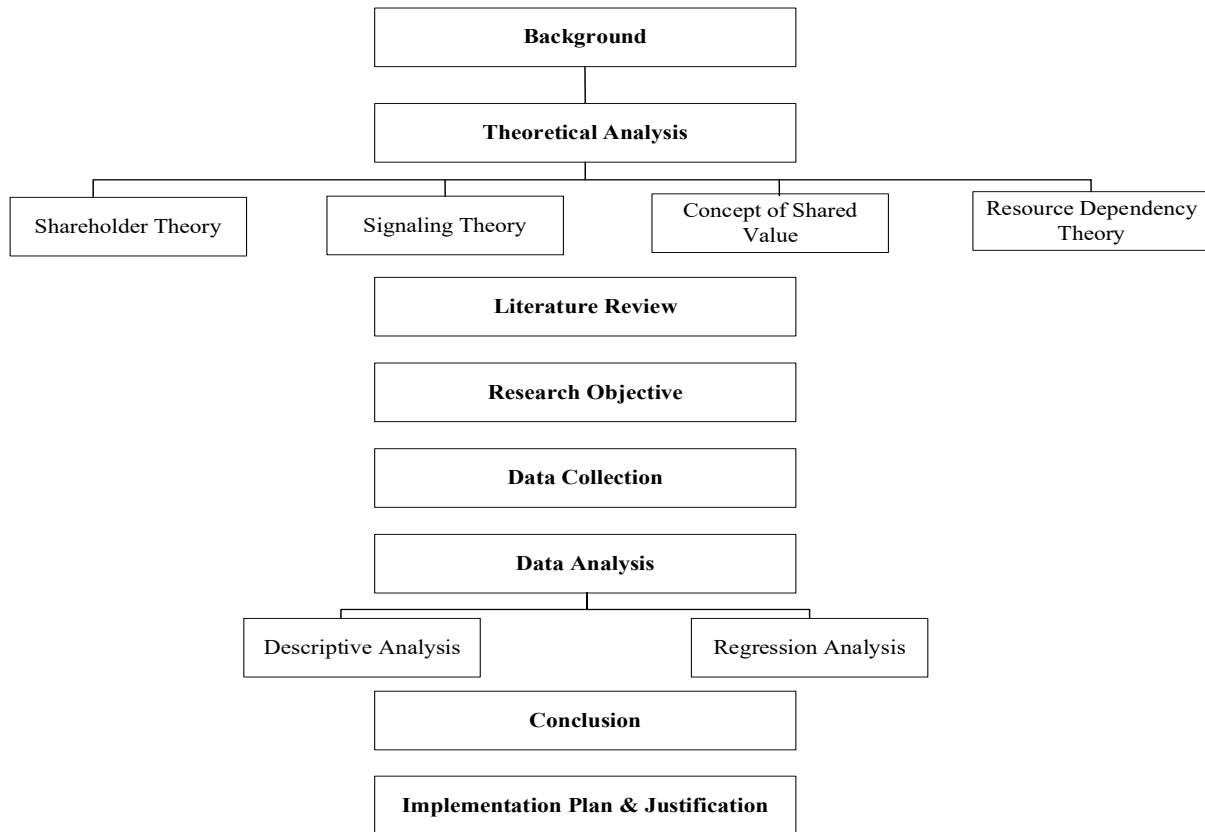 Background
Theoretical Analysis
Shareholder Theory
Signaling Theory
Concept of Shared
Value
Resource Dependency
Theory
Literature Review
Research Objective
Data Collection
Data Analysis
Descriptive Analysis
Regression Analysis
Conclusion
Implementation Plan & Justification